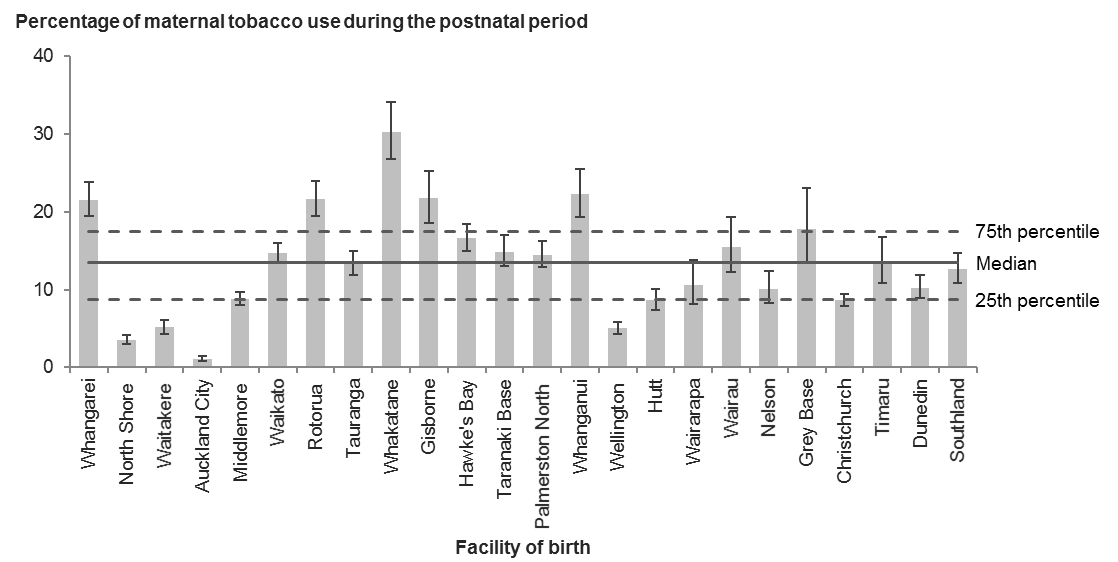 Percentage of maternal tobacco use during the postnatal period
40
30
20
10
0
75th percentile
Median
25th percentile
Whangarei
North Shore
Waitakere
Auckland City
Middlemore
Waikato
Rotorua
Tauranga
Whakatane
Gisborne
Hawke's Bay
Taranaki Base
Palmerston North
Whanganui
Wellington
Hutt
Wairarapa
Wairau
Nelson
Grey Base
Christchurch
Timaru
Dunedin
Southland
Facility of birth